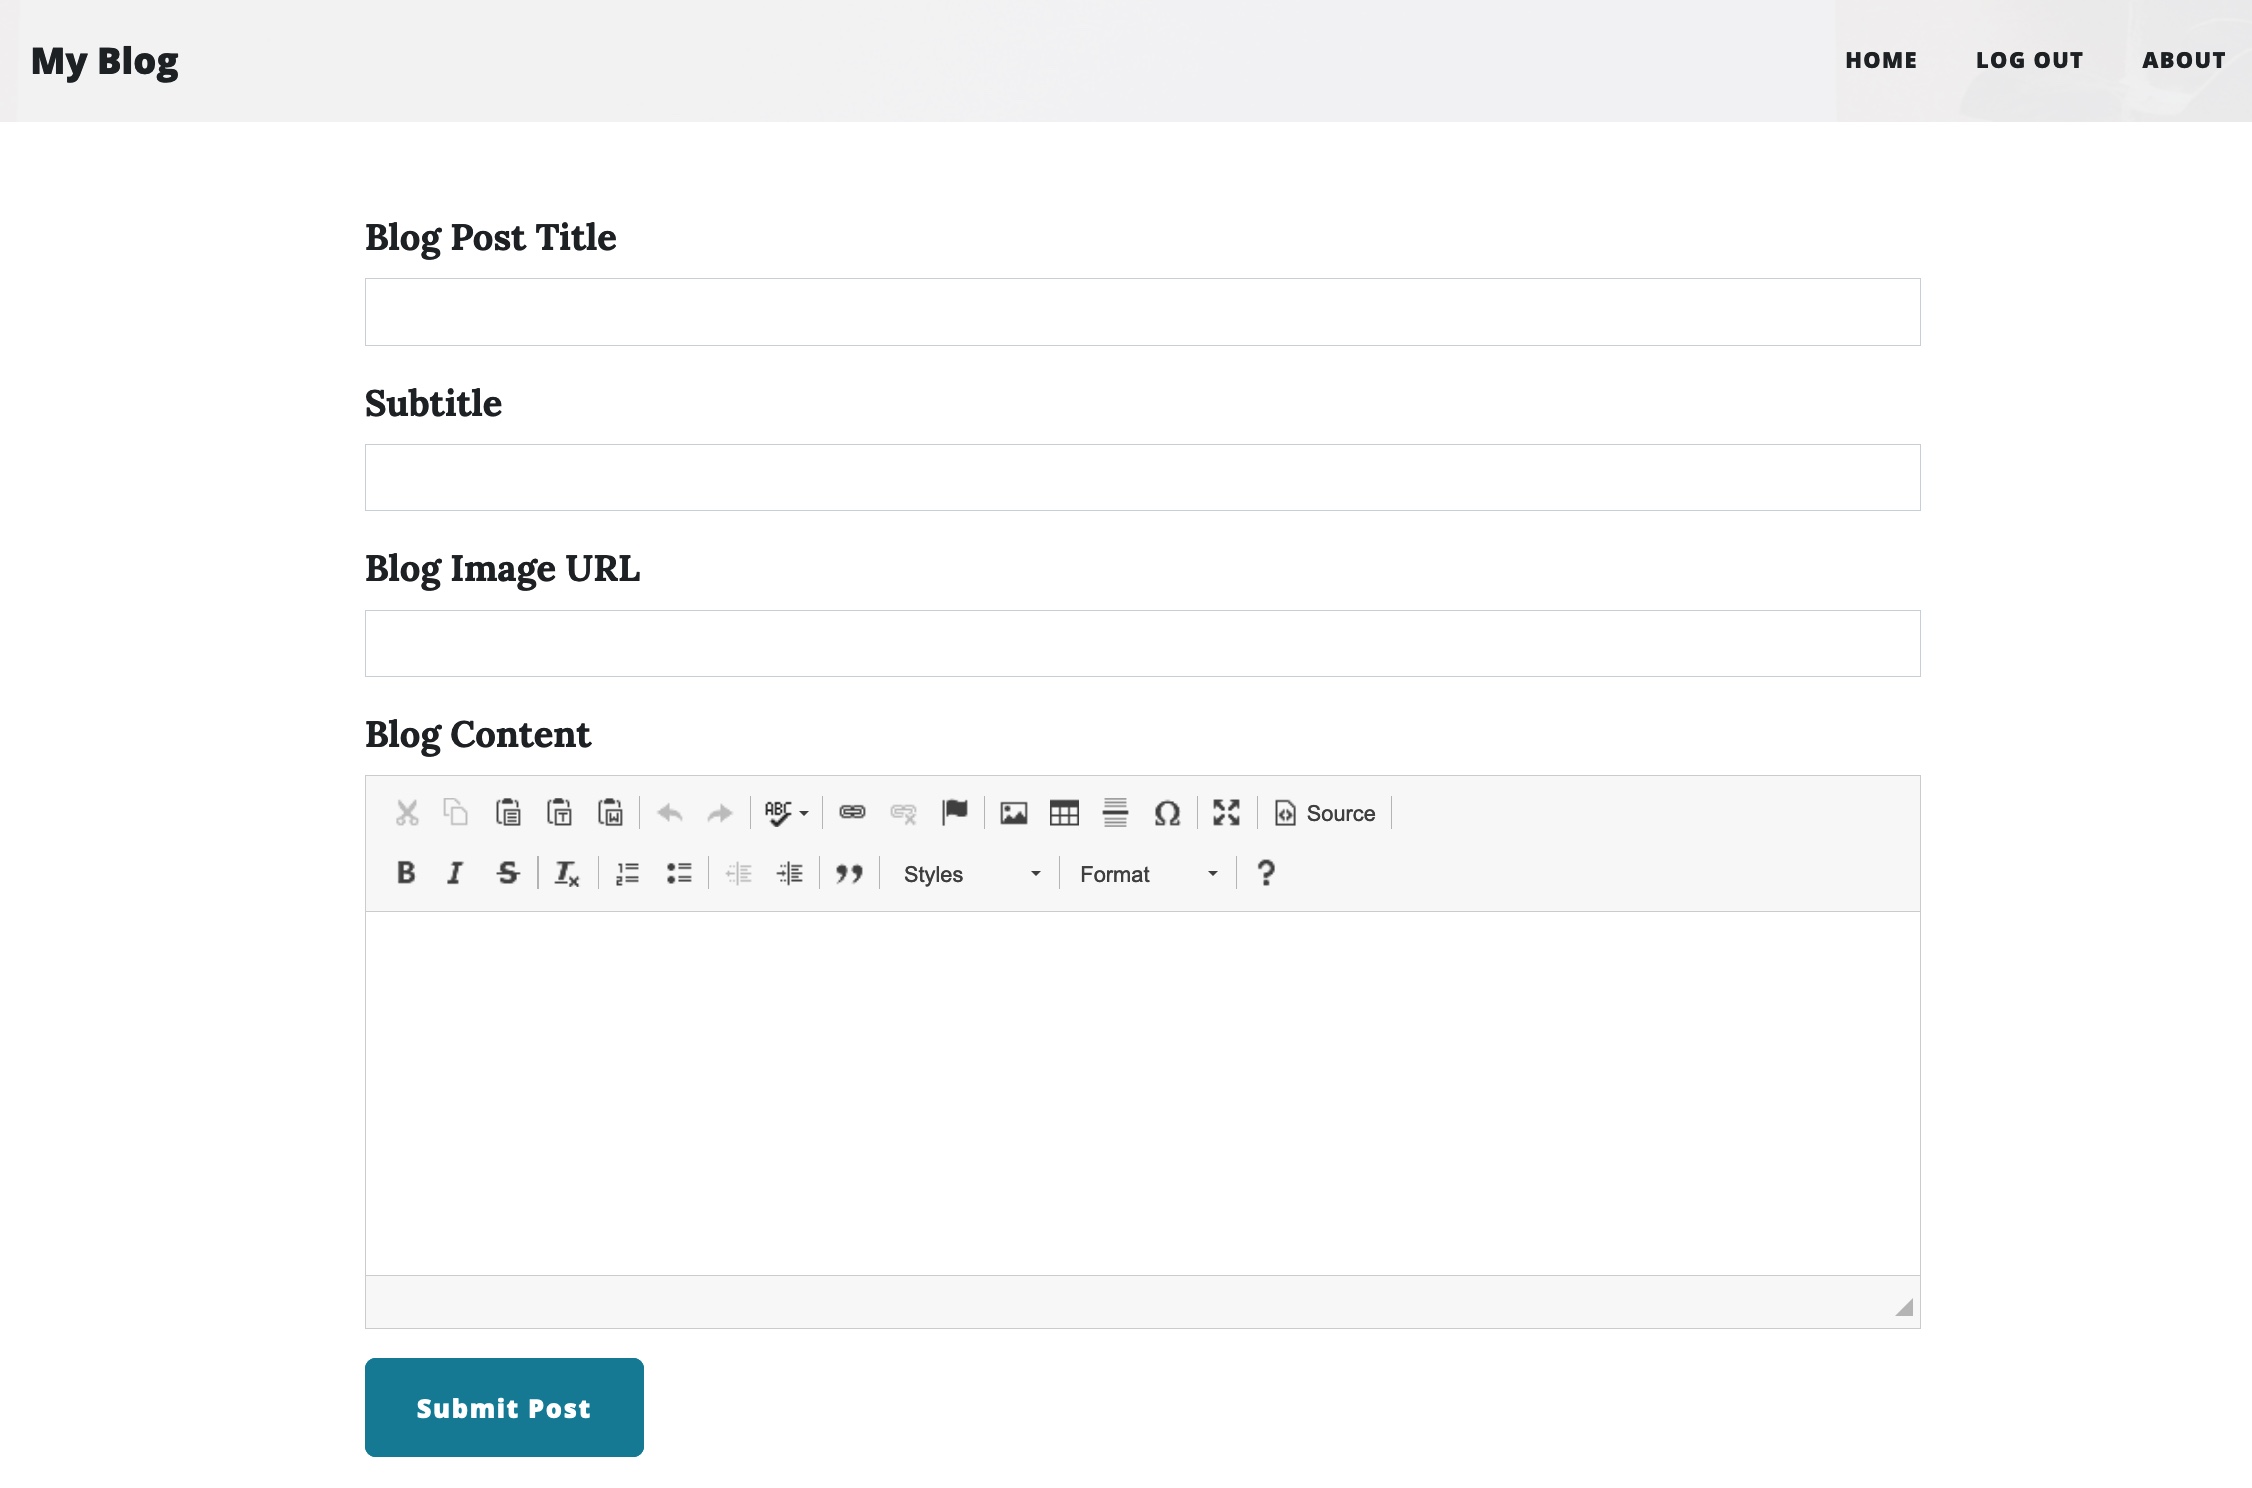 My Blog
HOME LOG OUT ABOUT
Blog Post Title
Subtitle
Blog Image URL
Blog Content
ABC Source
B I S Styles Format ?
Submit Post